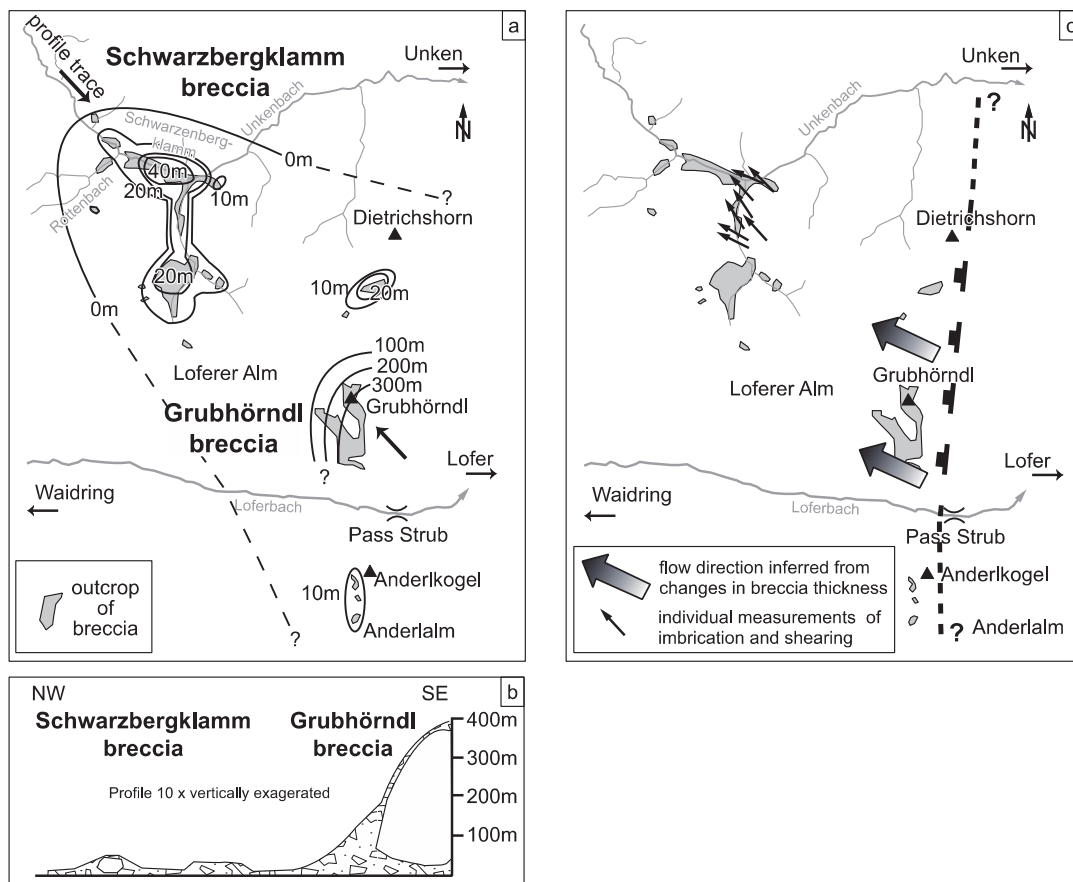 a
profile trace
Schwarzbergklamm
breccia
Unken
N
Schwarzenberg-
klamm
Unkenbach
0m
40m
20m
10m
?
Rottenbach
Dietrichshorn
20m
10m
20m
0m
100m
200m
300m
Loferer Alm
Grubhörndl
Grubhörndl
breccia
?
Lofer
Waidring
Loferbach
Pass Strub
outcrop
of
breccia
10m
Anderlkogel
Anderlalm
?
c
Unken
?
N
Unkenbach
Dietrichshorn
Grubhörndl
Loferer Alm
Lofer
Waidring
Loferbach
Pass Strub
flow direction inferred from
changes in breccia thickness
individual measurements of
imbrication and shearing
Anderlkogel
? Anderlalm
b
NW
SE
Schwarzbergklamm
breccia
Grubhörndl
breccia
Profile 10 x vertically exagerated
400m
300m
200m
100m